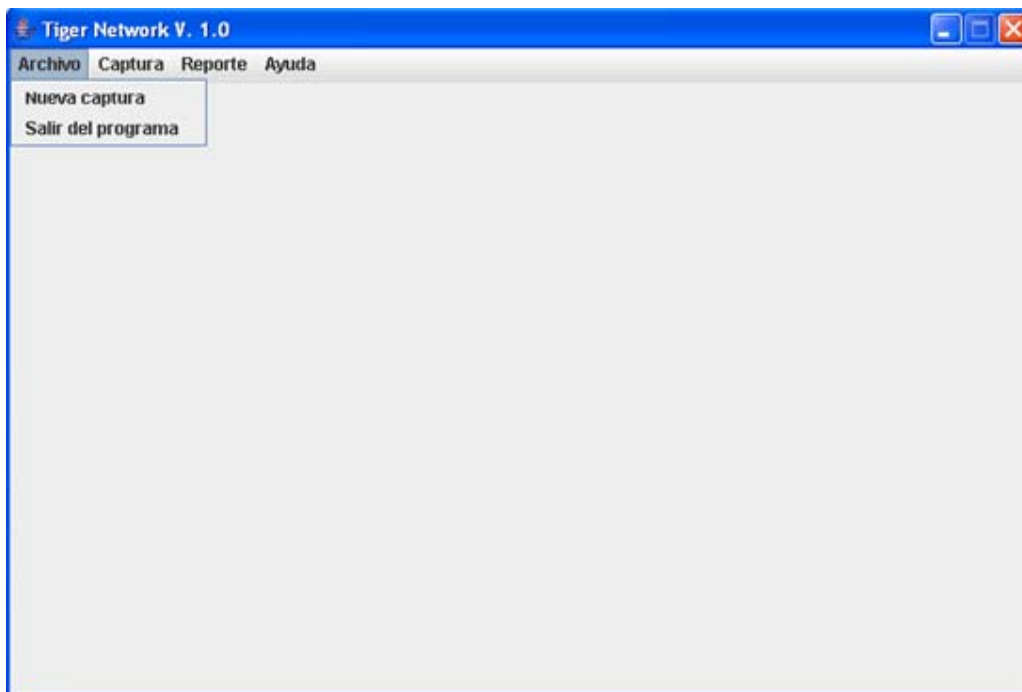 Tiger Network V. 1.0
Archivo Captura Reporte Ayuda
Nueva captura
Salir del programa